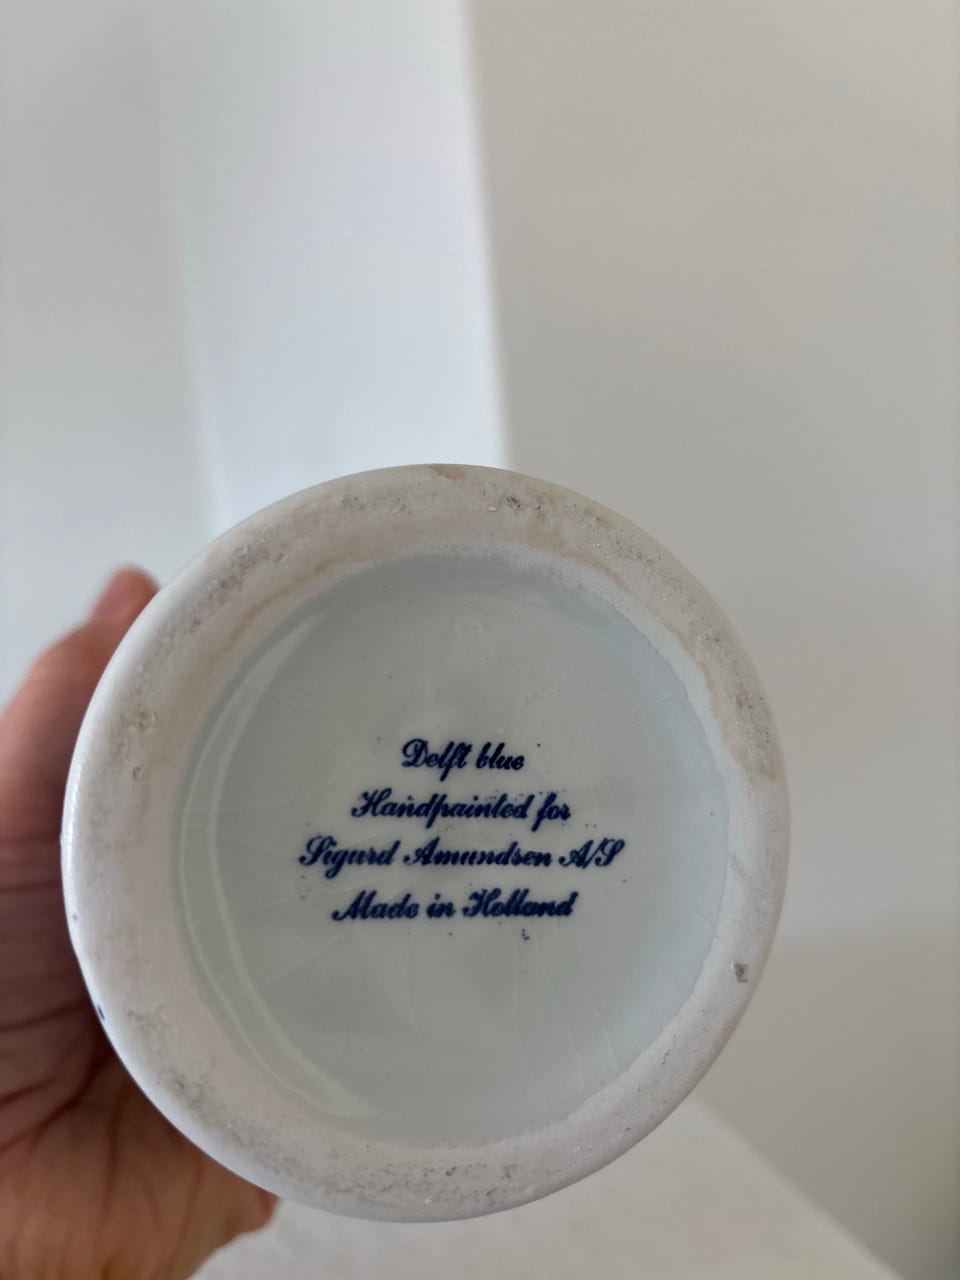 Delft blue
Handpainted for
Sigurd Amundsen A/S
Made in Holland